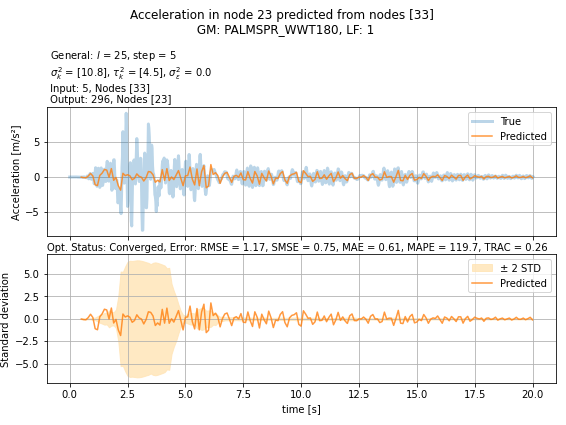 Acceleration in node 23 predicted from nodes [33]
GM: PALMSPR_WWT180, LF: 1
General: l = 25, step = 5
σ²ₖ = [10.8], τ²ₖ = [4.5], σ²ε = 0.0
Input: 5, Nodes [33]
Output: 296, Nodes [23]
True
Predicted
Acceleration [m/s²]
5
0
−5
Opt. Status: Converged, Error: RMSE = 1.17, SMSE = 0.75, MAE = 0.61, MAPE = 119.7, TRAC = 0.26
± 2 STD
Predicted
Standard deviation
5.0
2.5
0.0
−2.5
−5.0
0.0 2.5 5.0 7.5 10.0 12.5 15.0 17.5 20.0
time [s]